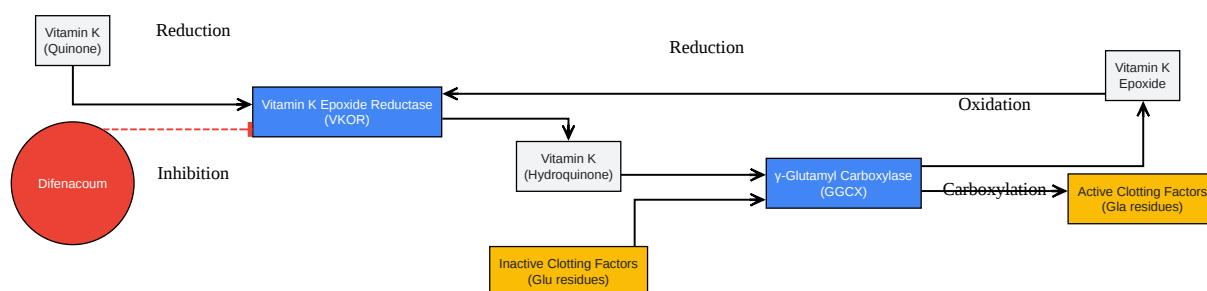 Vitamin K
(Quinone)
Reduction
Reduction
Vitamin K
Epoxide
Vitamin K Epoxide Reductase
(VKOR)
Oxidation
Difenacoum
Inhibition
Vitamin K
(Hydroquinone)
γ-Glutamyl Carboxylase
(GGCX)
Carboxylation
Active Clotting Factors
(Gla residues)
Inactive Clotting Factors
(Glu residues)